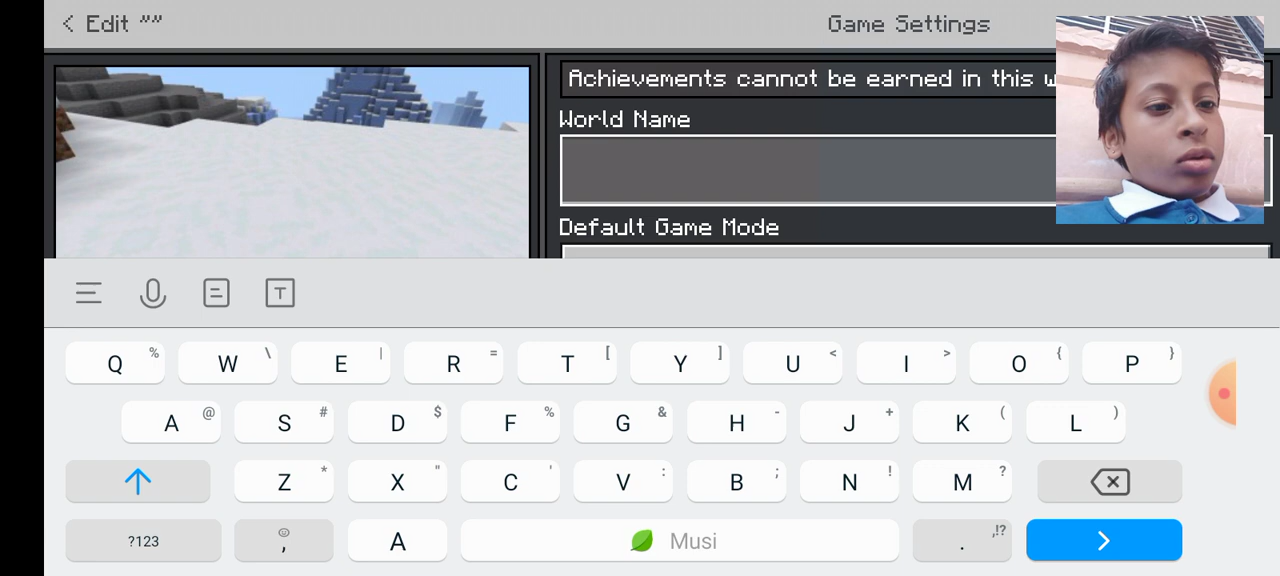 Edit ""
Game Settings
Achievements cannot be earned in this w
World Name
Default Game Mode
Q % W \ E | R = T [ Y ] U < I > O { P }
A @ S # D $ F % G & H - J + K ( L )
Z * X " C ' V : B ; N ! M ?
?123 , A Musi . ,!?